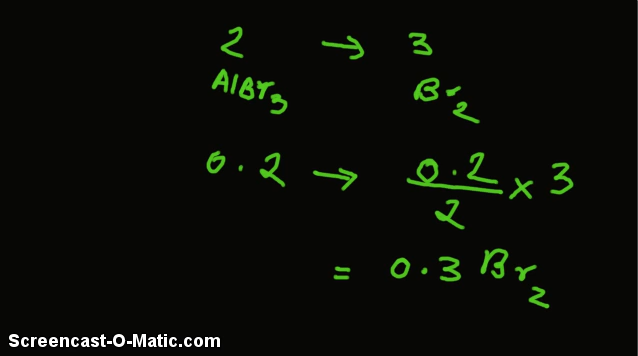 2 → 3
AlBr₃ Br₂
0.2 → 0.2/2 × 3
= 0.3 Br₂
Screencast-O-Matic.com